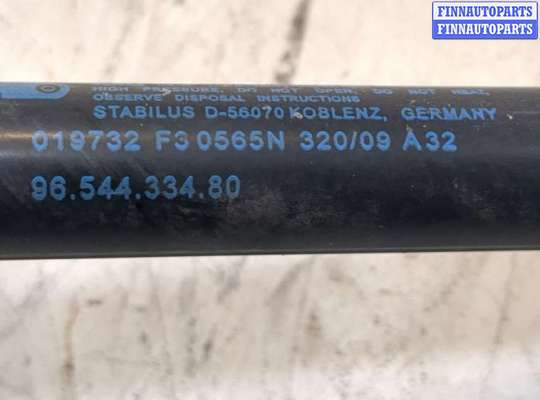 FINNAUTOPARTS
FINNAUTOPARTS
HIGH PRESSURE, DO NOT OPEN, DO NOT HEAT,
OBSERVE DISPOSAL INSTRUCTIONS
STABILUS D-56070 KOBLENZ, GERMANY
019732 F3 0565N 320/09 A32
96.544.334.80